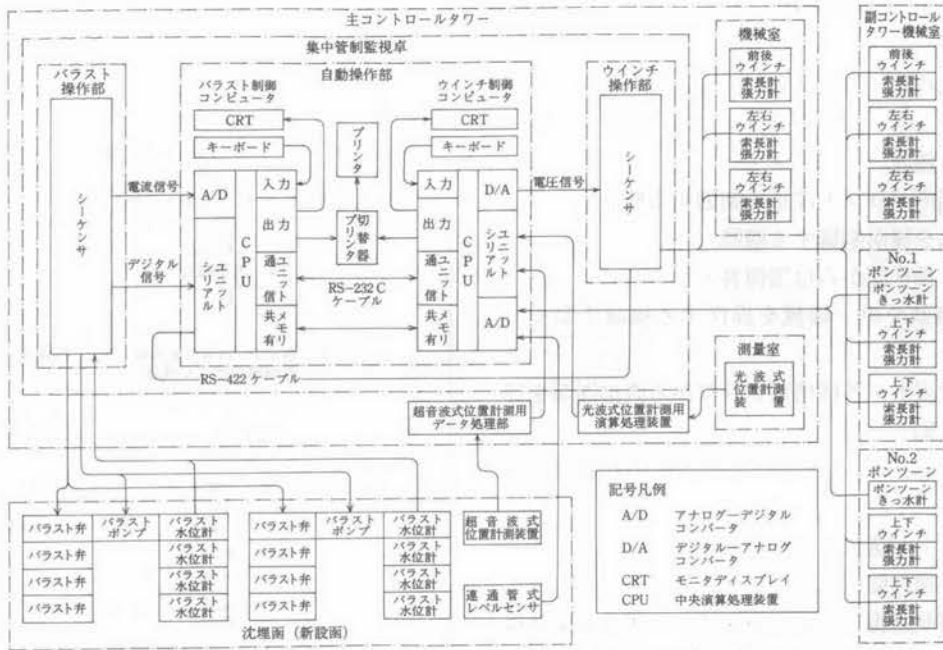 主コントロールタワー
集中管制監視卓
バラスト
操作部
シーケンサ
自動操作部
バラスト制御
コンピュータ
CRT
キーボード
プリンタ
ウインチ制御
コンピュータ
CRT
キーボード
電流信号
デジタル
信号
A/D
シリアル
ユニット
CPU
入力
出力
通信
ユニット
共有
メモリ
プリンタ
切替器
RS-232C
ケーブル
入力
出力
通信
ユニット
共有
メモリ
CPU
D/A
シリアル
ユニット
A/D
電圧信号
RS-422 ケーブル
ウインチ
操作部
シーケンサ
機械室
前後
ウインチ
索長計
張力計
左右
ウインチ
索長計
張力計
左右
ウインチ
索長計
張力計
測量室
光波式
位置計測
装置
超音波式位置計測用
データ処理部
光波式位置計測用
演算処理装置
副コントロール
タワー機械室
前後
ウインチ
索長計
張力計
左右
ウインチ
索長計
張力計
左右
ウインチ
索長計
張力計
No.1
ポンツーン
ポンツーン
きっ水計
上下
ウインチ
索長計
張力計
上下
ウインチ
索長計
張力計
No.2
ポンツーン
ポンツーン
きっ水計
上下
ウインチ
索長計
張力計
上下
ウインチ
索長計
張力計
バラスト弁
バラスト弁
バラスト弁
バラスト弁
バラスト
ポンプ
バラスト
水位計
バラスト
水位計
バラスト
水位計
バラスト
水位計
バラスト弁
バラスト弁
バラスト弁
バラスト弁
バラスト
ポンプ
バラスト
水位計
バラスト
水位計
バラスト
水位計
バラスト
水位計
超音波式
位置計測装置
連通管式
レベルセンサ
沈埋函(新設函)
記号凡例
A/D アナログーデジタル
コンバータ
D/A デジタルーアナログ
コンバータ
CRT モニタディスプレイ
CPU 中央演算処理装置